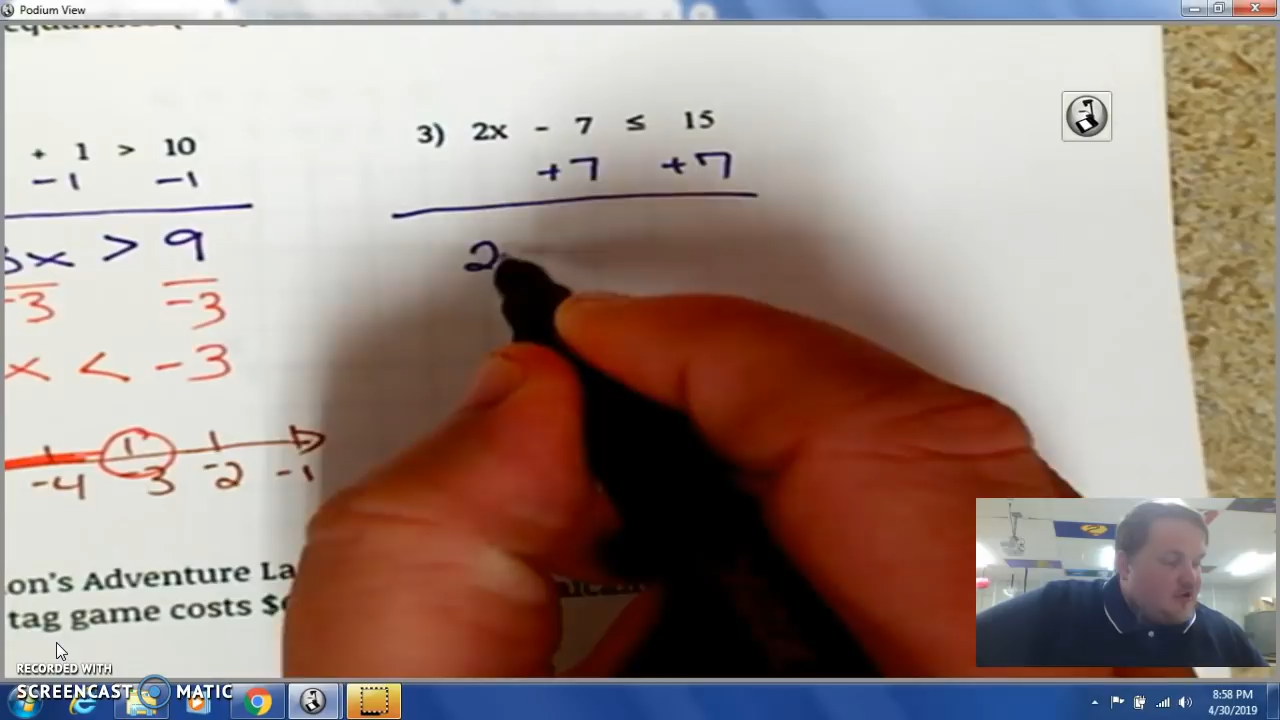 Podium View
+ 1 > 10
-1 -1
x > 9
-3 -3
x < -3
-4 -3 -2 -1
3) 2x - 7 ≤ 15
+7 +7
2
on's Adventure La
tag game costs $
RECORDED WITH
SCREENCAST MATIC
8:58 PM
4/30/2019